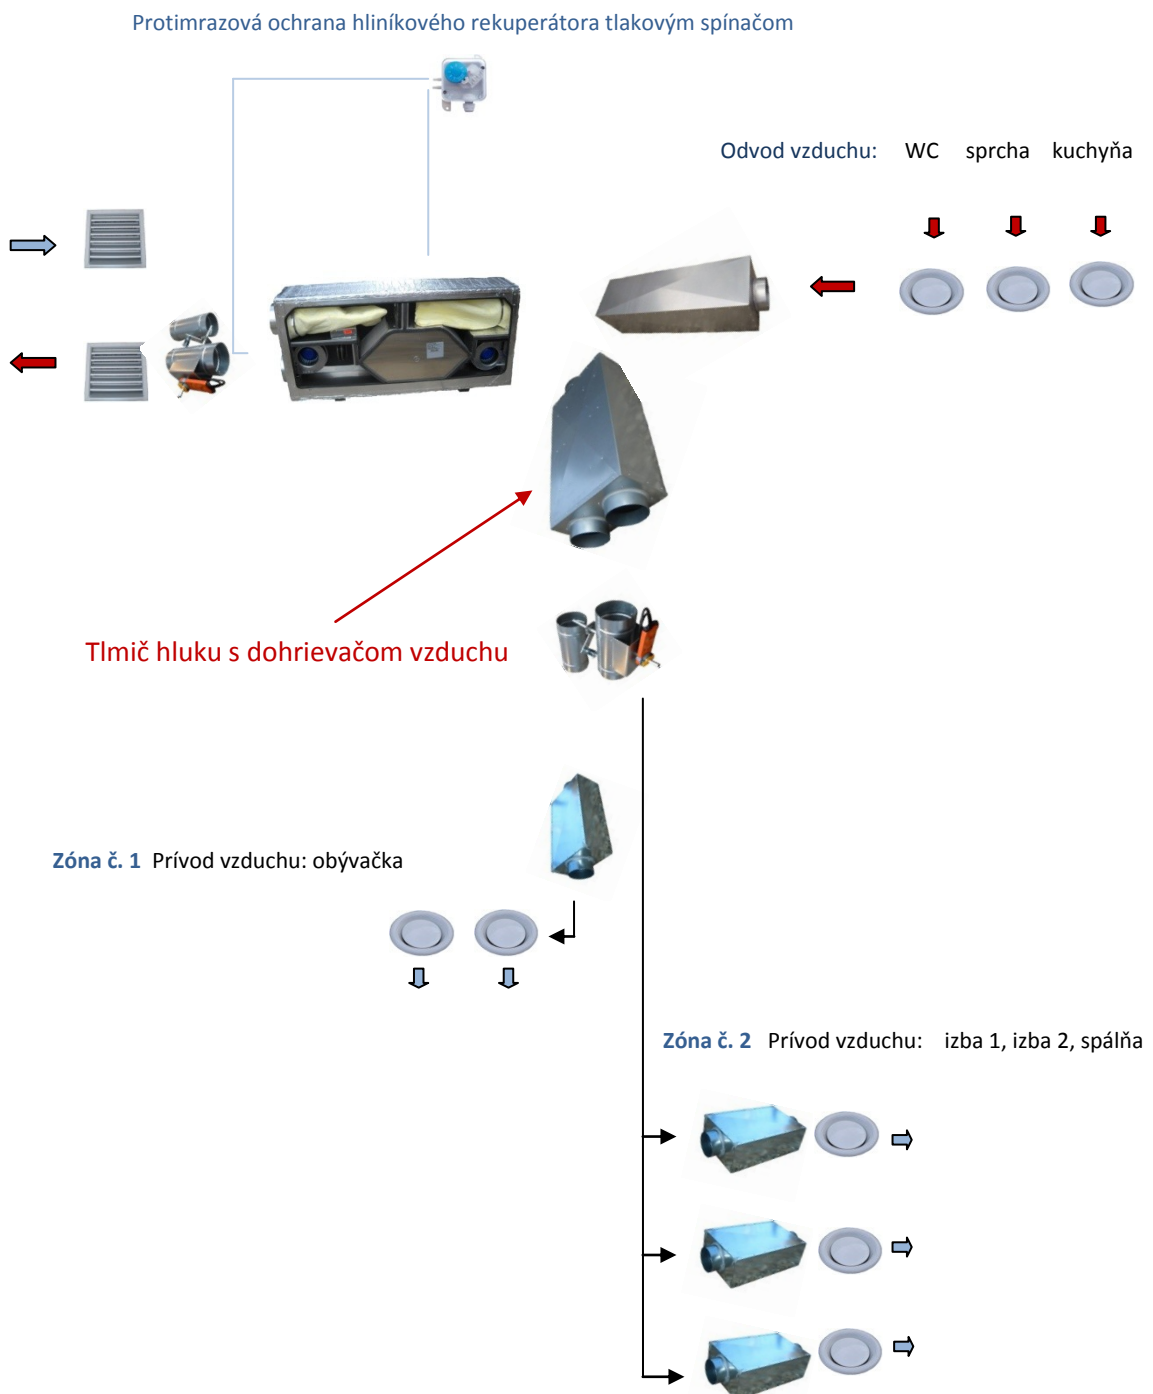 Protimrazová ochrana hliníkového rekuperátora tlakovým spínačom
Odvod vzduchu: WC sprcha kuchyňa
Tlmič hluku s dohrievačom vzduchu
Zóna č. 1 Prívod vzduchu: obývačka
Zóna č. 2 Prívod vzduchu: izba 1, izba 2, spálňa